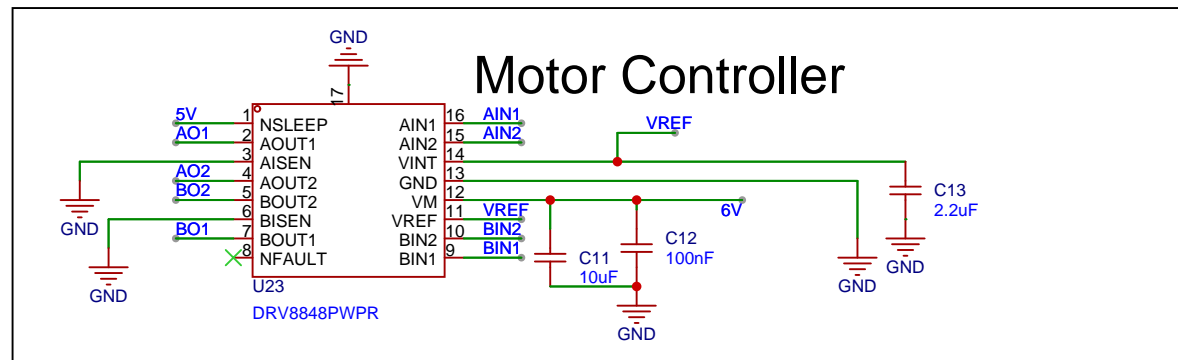 GND
Motor Controller
17
5V 1 NSLEEP AIN1 16 AIN1
AO1 2 AOUT1 AIN2 15 AIN2
VREF
3 AISEN VINT 14
AO2 4 AOUT2 GND 13
BO2 5 BOUT2 VM 12
6V
6 BISEN VREF 11 VREF
BO1 7 BOUT1 BIN2 10 BIN2
8 NFAULT BIN1 9 BIN1
GND
GND
C13
2.2uF
C12
100nF
C11
10uF
GND
GND
GND
U23
DRV8848PWPR